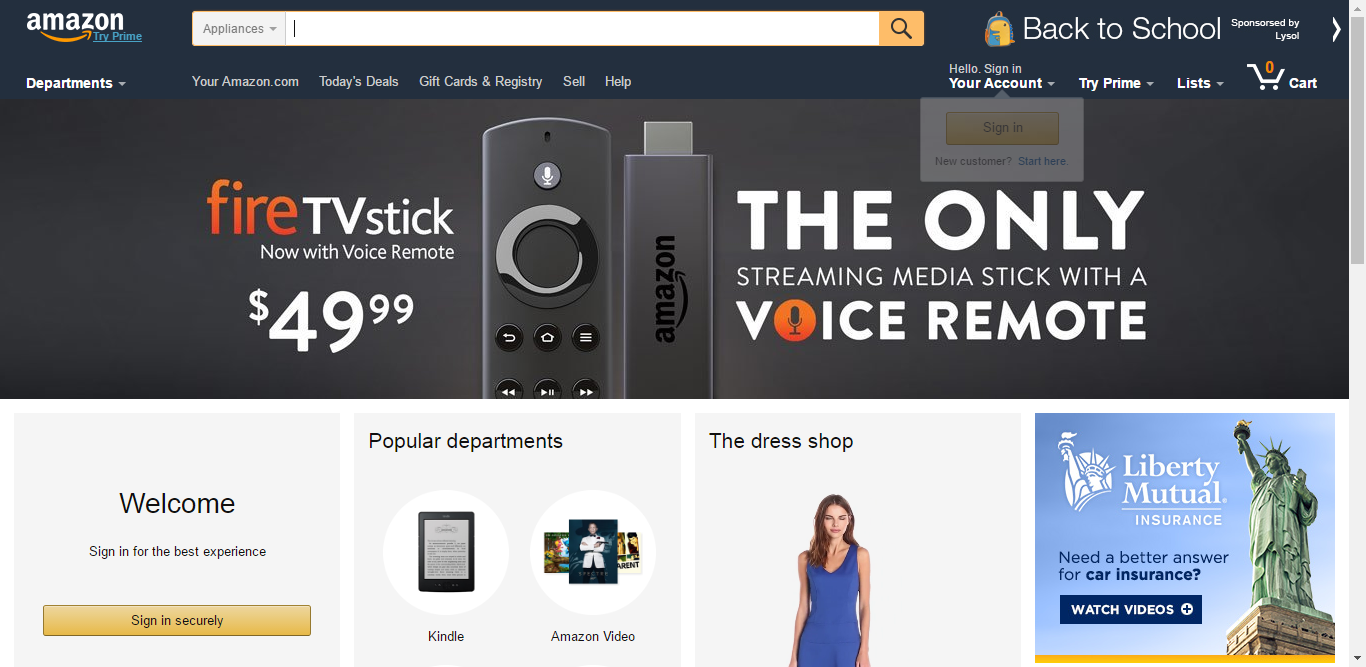 amazon
Try Prime
Appliances
Back to School
Sponsorsed by
Lysol
Departments
Your Amazon.com
Today's Deals
Gift Cards & Registry
Sell
Help
Hello. Sign in
Your Account
Try Prime
Lists
0
Cart
Sign in
New customer? Start here.
fireTVstick
Now with Voice Remote
$49.99
amazon
THE ONLY
STREAMING MEDIA STICK WITH A
VOICE REMOTE
Welcome
Sign in for the best experience
Sign in securely
Popular departments
Kindle
SPECTRE
Amazon Video
The dress shop
Liberty
Mutual.
INSURANCE
Need a better answer
for car insurance?
WATCH VIDEOS